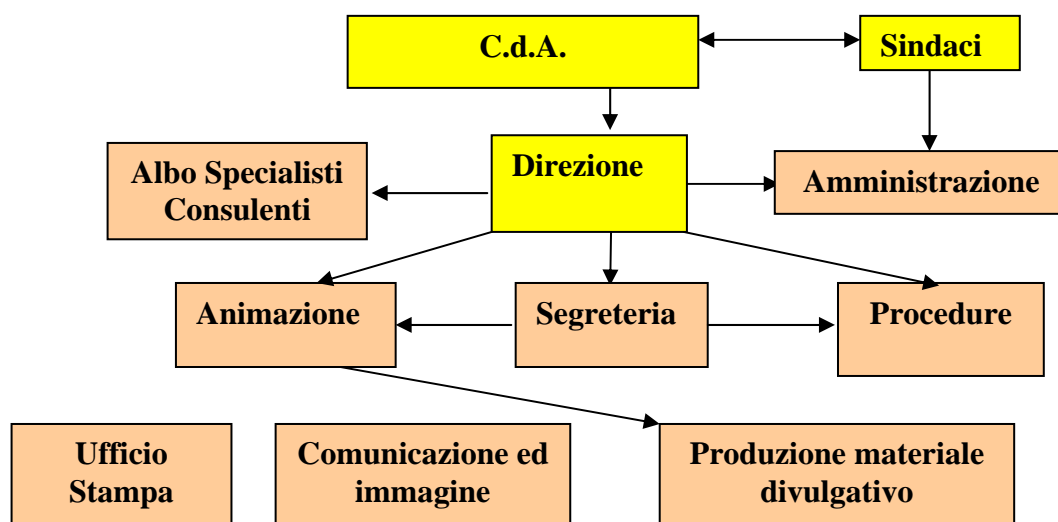 C.d.A.
Sindaci
Direzione
Albo Specialisti
Consulenti
Amministrazione
Animazione
Segreteria
Procedure
Ufficio
Stampa
Comunicazione ed
immagine
Produzione materiale
divulgativo